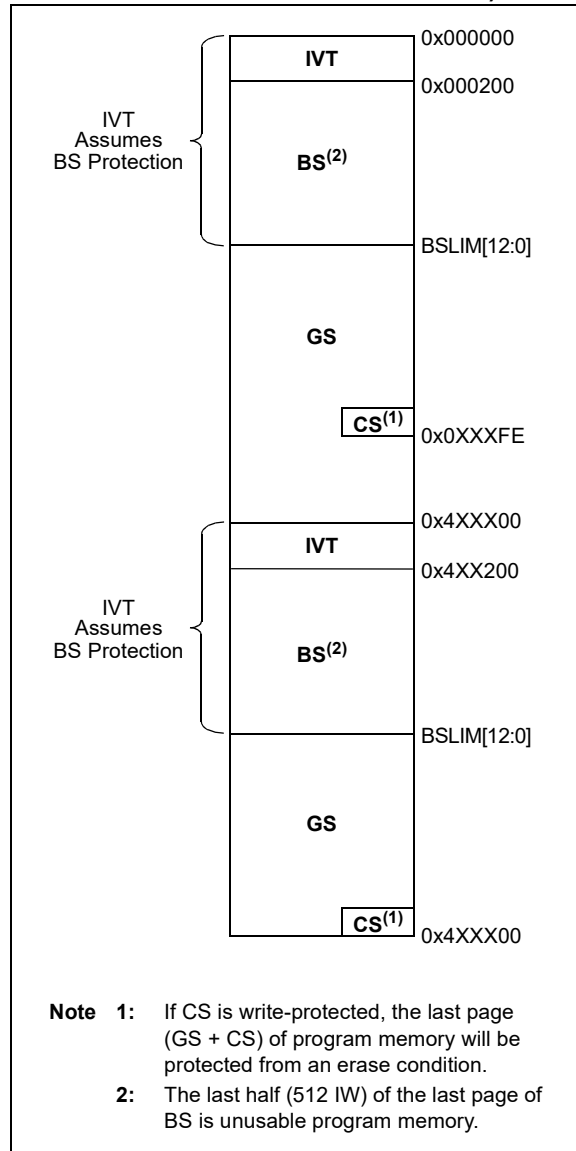 0x000000
IVT
0x000200
IVT
Assumes
BS Protection
BS(2)
BSLIM[12:0]
GS
CS(1)
0x0XXXFE
0x4XXX00
IVT
0x4XX200
IVT
Assumes
BS Protection
BS(2)
BSLIM[12:0]
GS
CS(1)
0x4XXX00
Note 1: If CS is write-protected, the last page
(GS + CS) of program memory will be
protected from an erase condition.
2: The last half (512 IW) of the last page of
BS is unusable program memory.